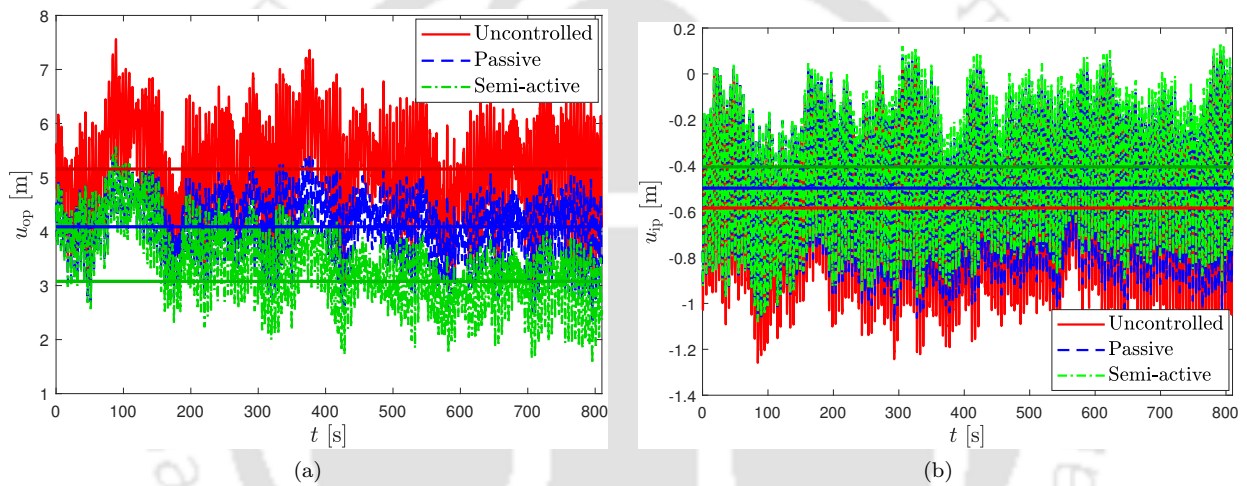 8
7
6
5
4
3
2
1
0 100 200 300 400 500 600 700 800
u_op [m]
t [s]
Uncontrolled
Passive
Semi-active
(a)
0.2
0
-0.2
-0.4
-0.6
-0.8
-1
-1.2
-1.4
0 100 200 300 400 500 600 700 800
u_ip [m]
t [s]
Uncontrolled
Passive
Semi-active
(b)